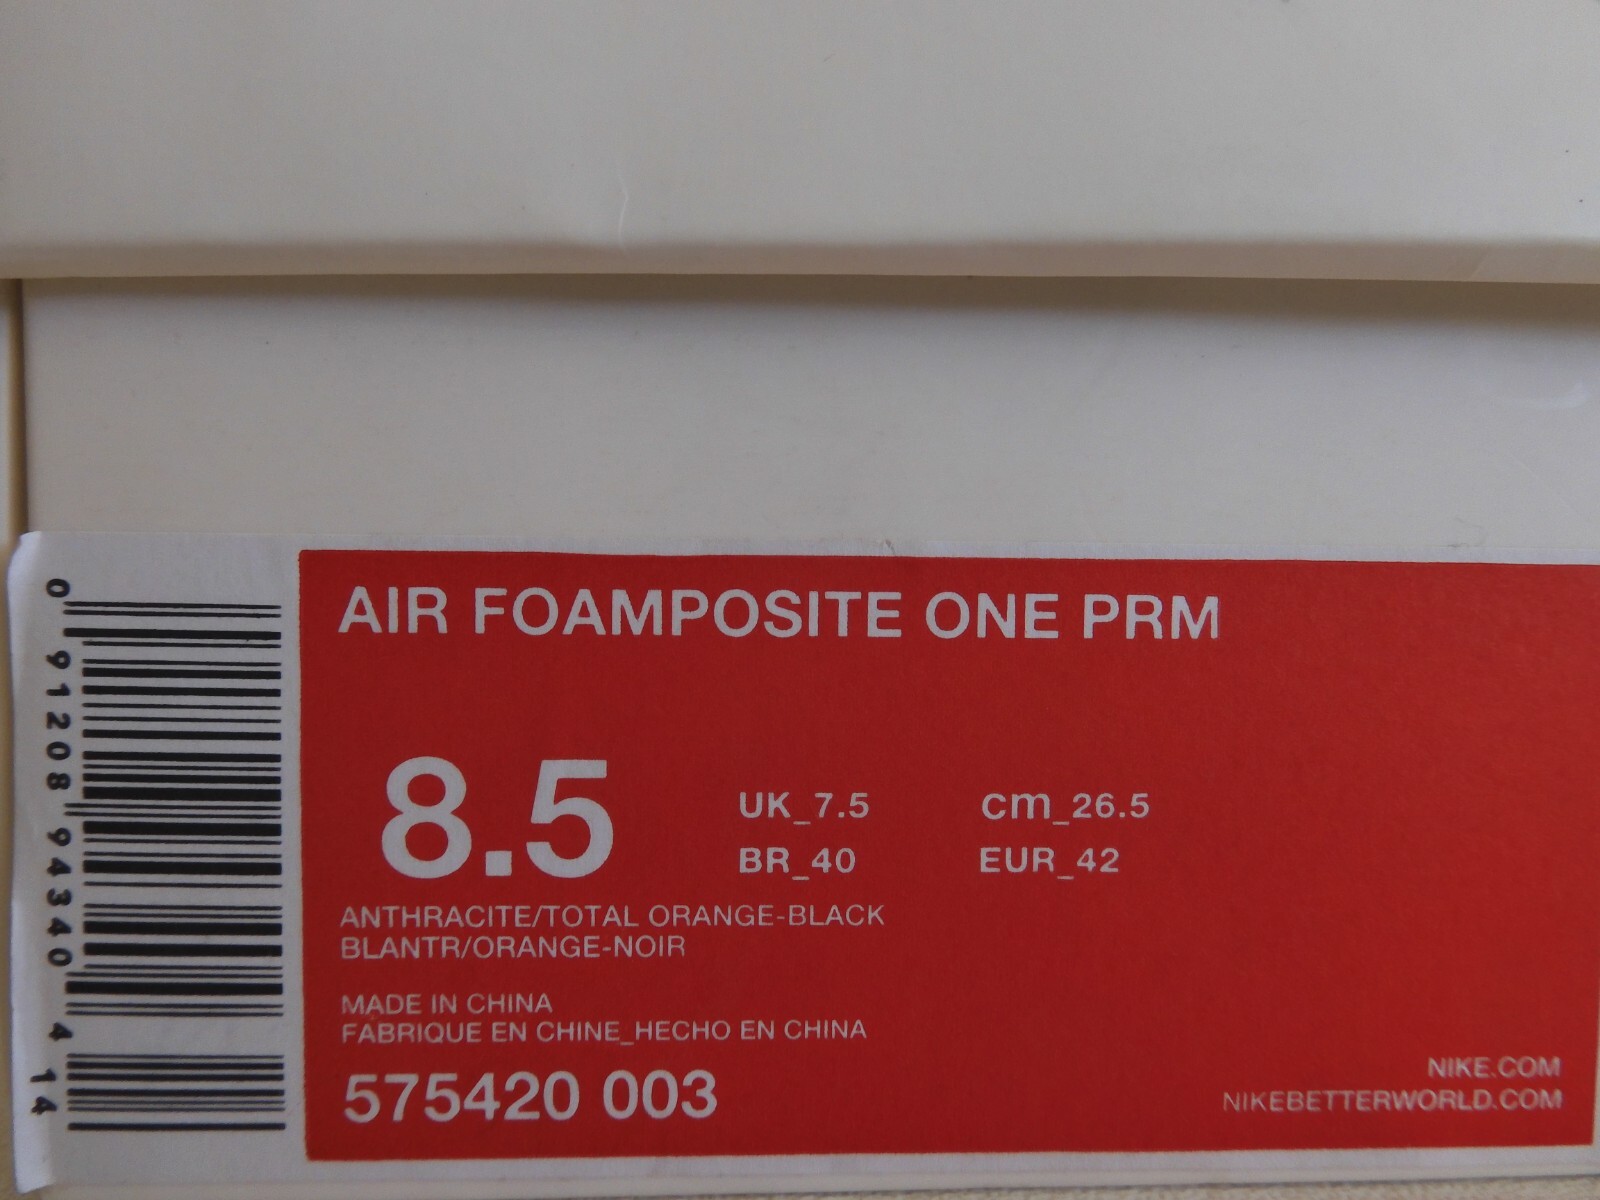 AIR FOAMPOSITE ONE PRM
8.5
UK_7.5 cm_26.5
BR_40 EUR_42
ANTHRACITE/TOTAL ORANGE-BLACK
BLANTR/ORANGE-NOIR
MADE IN CHINA
FABRIQUE EN CHINE_HECHO EN CHINA
575420 003
NIKE.COM
NIKEBETTERWORLD.COM
0 91208 94340 4 14